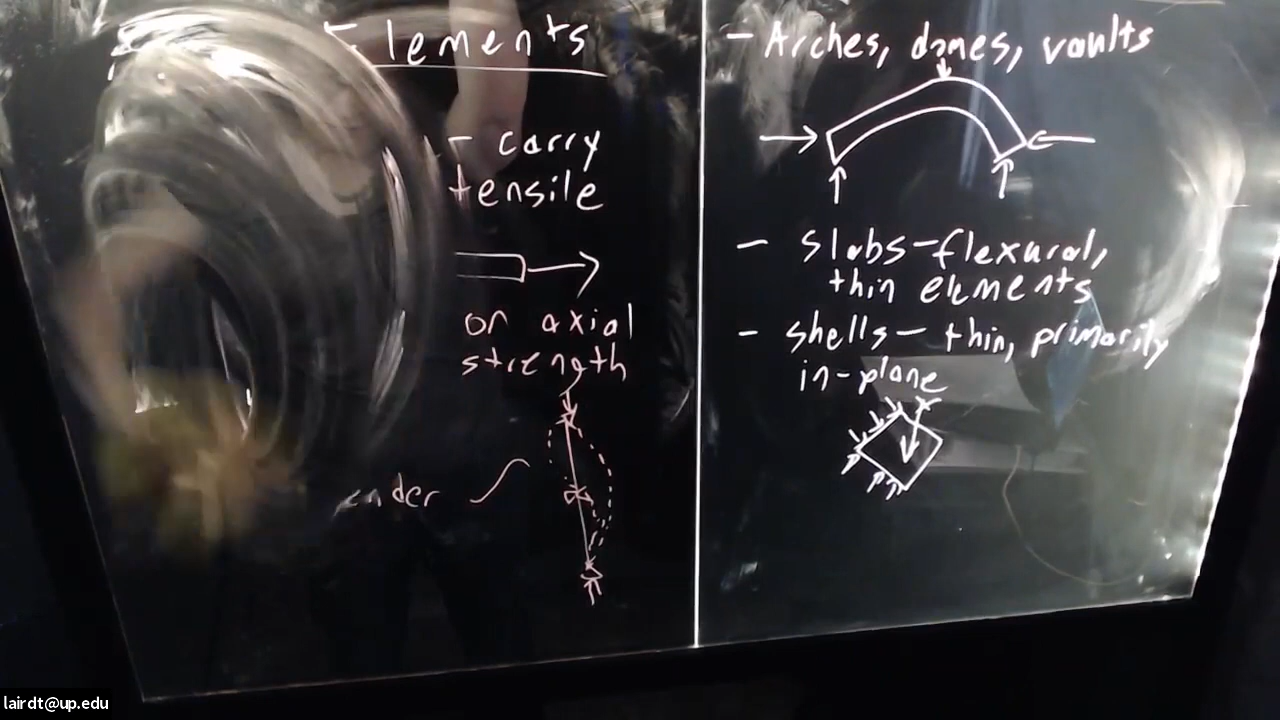 Elements
- carry
tensile
or axial
strength
- Arches, domes, vaults
- slabs-flexural,
thin elements
- shells- thin, primarily
in-plane
lairdt@up.edu